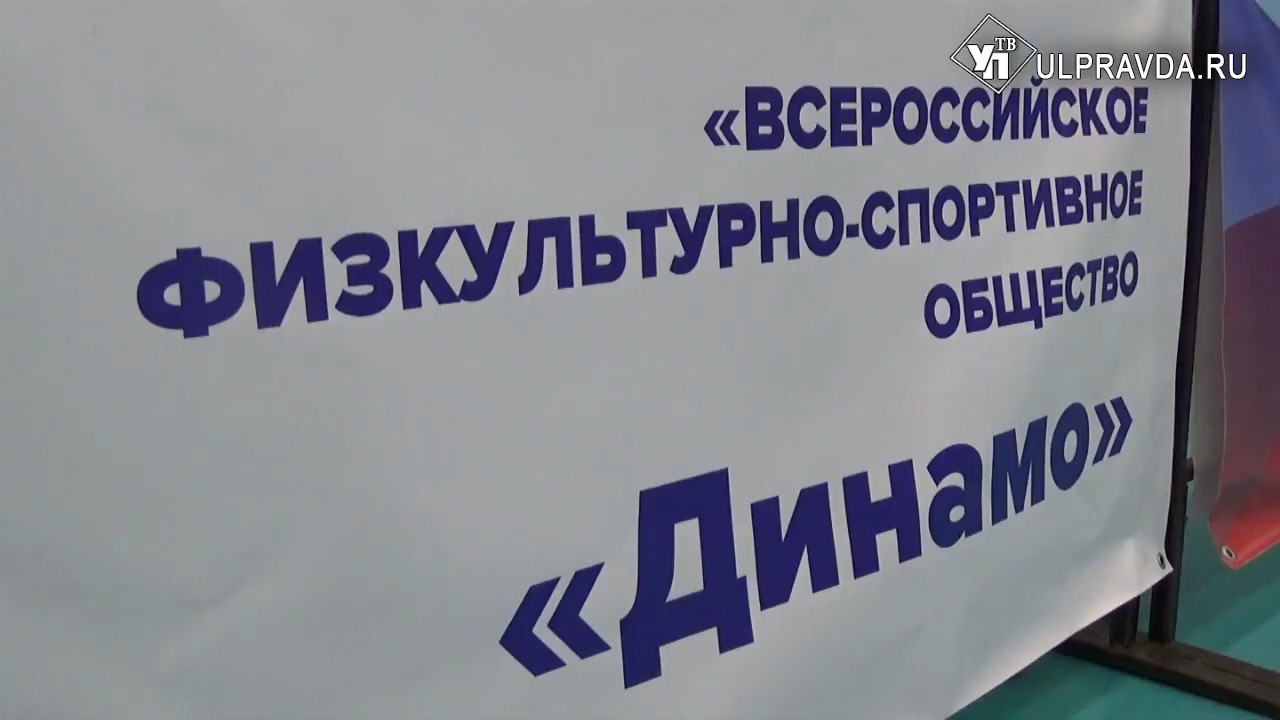 УП ТВ ULPRAVDA.RU
«ВСЕРОССИЙСКОЕ
ФИЗКУЛЬТУРНО-СПОРТИВНОЕ
ОБЩЕСТВО
«Динамо»